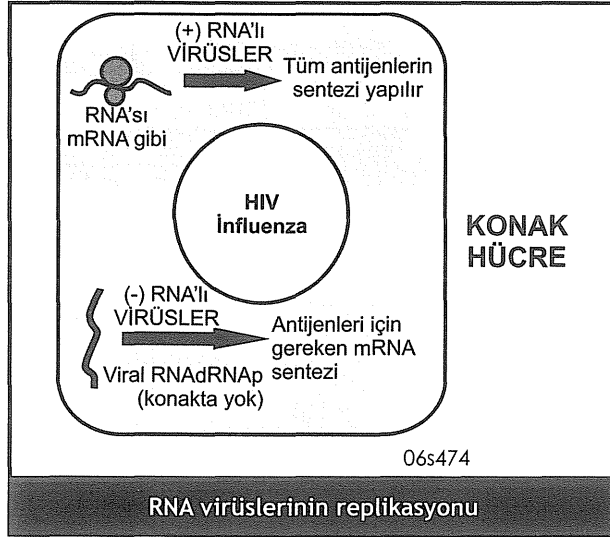 (+) RNA'lı
VİRÜSLER
Tüm antijenlerin
sentezi yapılır
RNA'sı
mRNA gibi
HIV
İnfluenza
KONAK
HÜCRE
(-) RNA'lı
VİRÜSLER
Antijenleri için
gereken mRNA
sentezi
Viral RNAdRNAp
(konakta yok)
06s474
RNA virüslerinin replikasyonu